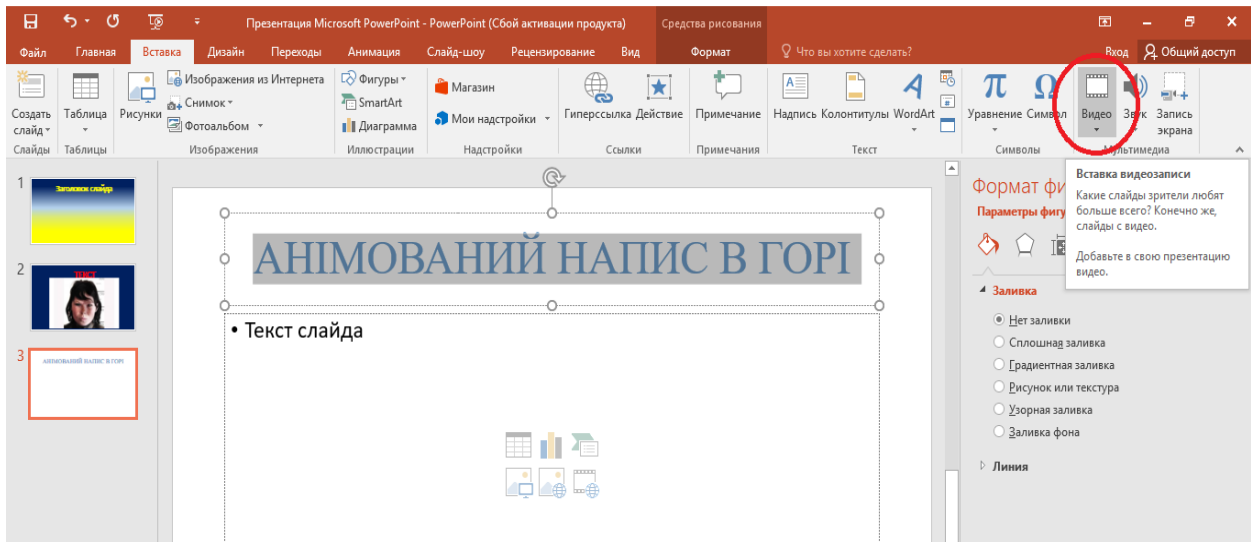 Презентация Microsoft PowerPoint - PowerPoint (Сбой активации продукта)
Средства рисования
Файл Главная Вставка Дизайн Переходы Анимация Слайд-шоу Рецензирование Вид Формат Что вы хотите сделать? Вход Общий доступ
Создать слайд
Слайды
Таблица
Таблицы
Рисунки
Изображения из Интернета
Снимок
Фотоальбом
Изображения
Фигуры
SmartArt
Диаграмма
Иллюстрации
Магазин
Мои надстройки
Надстройки
Гиперссылка Действие
Ссылки
Примечание
Примечания
Надпись Колонтитулы WordArt
Текст
Уравнение Символ
Символы
Видео Звук Запись экрана
Мультимедиа
Вставка видеозаписи
Какие слайды зрители любят
больше всего? Конечно же,
слайды с видео.
Добавьте в свою презентацию
видео.
1
Заголовок слайда
2
ТЕКСТ
3
АНІМОВАНИЙ НАПИС В ГОРІ
АНІМОВАНИЙ НАПИС В ГОРІ
• Текст слайда
Формат фи
Параметры фигу
Заливка
Нет заливки
Сплошная заливка
Градиентная заливка
Рисунок или текстура
Узорная заливка
Заливка фона
Линия